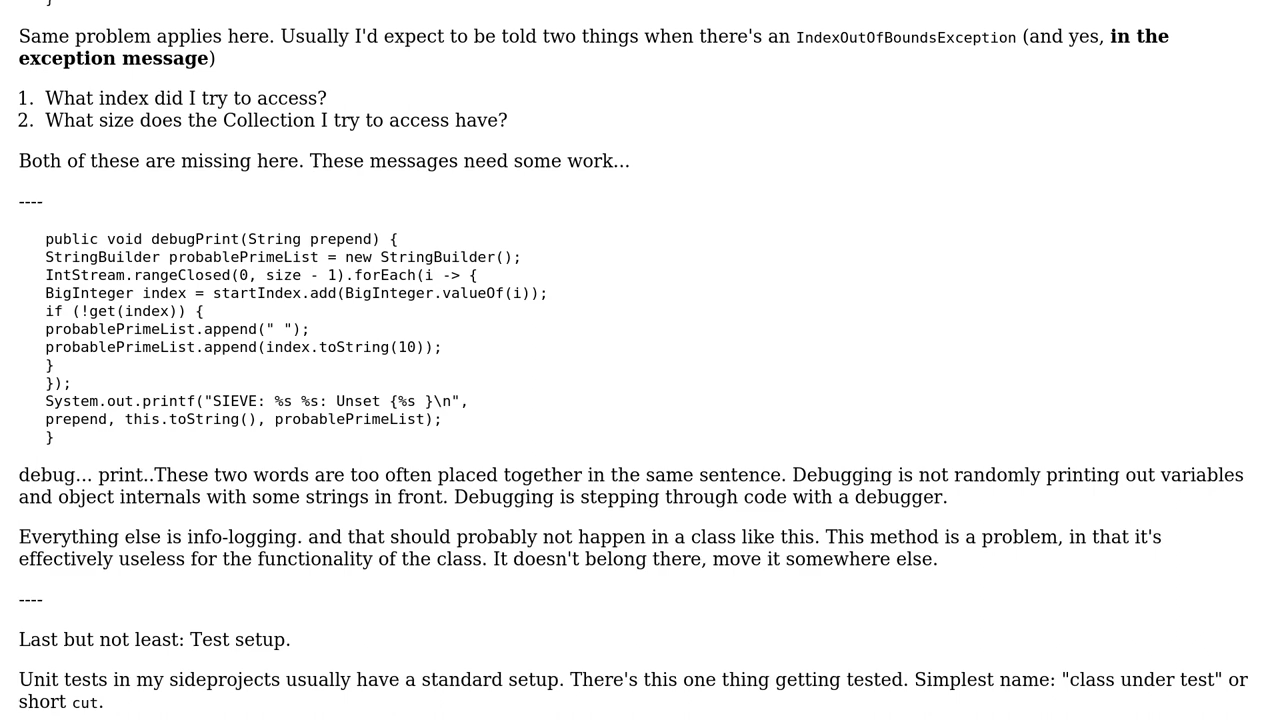 }
Same problem applies here. Usually I'd expect to be told two things when there's an IndexOutOfBoundsException (and yes, in the
exception message)
1. What index did I try to access?
2. What size does the Collection I try to access have?
Both of these are missing here. These messages need some work...
----
public void debugPrint(String prepend) {
StringBuilder probablePrimeList = new StringBuilder();
IntStream.rangeClosed(0, size - 1).forEach(i -> {
BigInteger index = startIndex.add(BigInteger.valueOf(i));
if (!get(index)) {
probablePrimeList.append(" ");
probablePrimeList.append(index.toString(10));
}
});
System.out.printf("SIEVE: %s %s: Unset {%s }\n",
prepend, this.toString(), probablePrimeList);
}
debug... print..These two words are too often placed together in the same sentence. Debugging is not randomly printing out variables
and object internals with some strings in front. Debugging is stepping through code with a debugger.
Everything else is info-logging. and that should probably not happen in a class like this. This method is a problem, in that it's
effectively useless for the functionality of the class. It doesn't belong there, move it somewhere else.
----
Last but not least: Test setup.
Unit tests in my sideprojects usually have a standard setup. There's this one thing getting tested. Simplest name: "class under test" or
short cut.